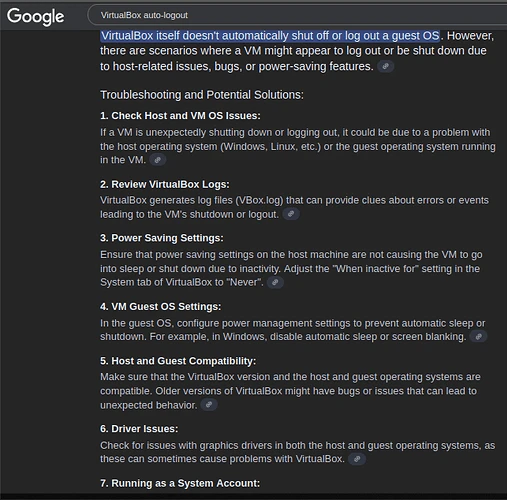 Google
VirtualBox auto-logout
VirtualBox itself doesn't automatically shut off or log out a guest OS. However,
there are scenarios where a VM might appear to log out or be shut down due
to host-related issues, bugs, or power-saving features.
Troubleshooting and Potential Solutions:
1. Check Host and VM OS Issues:
If a VM is unexpectedly shutting down or logging out, it could be due to a problem with
the host operating system (Windows, Linux, etc.) or the guest operating system running
in the VM.
2. Review VirtualBox Logs:
VirtualBox generates log files (VBox.log) that can provide clues about errors or events
leading to the VM's shutdown or logout.
3. Power Saving Settings:
Ensure that power saving settings on the host machine are not causing the VM to go
into sleep or shut down due to inactivity. Adjust the "When inactive for" setting in the
System tab of VirtualBox to "Never".
4. VM Guest OS Settings:
In the guest OS, configure power management settings to prevent automatic sleep or
shutdown. For example, in Windows, disable automatic sleep or screen blanking.
5. Host and Guest Compatibility:
Make sure that the VirtualBox version and the host and guest operating systems are
compatible. Older versions of VirtualBox might have bugs or issues that can lead to
unexpected behavior.
6. Driver Issues:
Check for issues with graphics drivers in both the host and guest operating systems, as
these can sometimes cause problems with VirtualBox.
7. Running as a System Account: